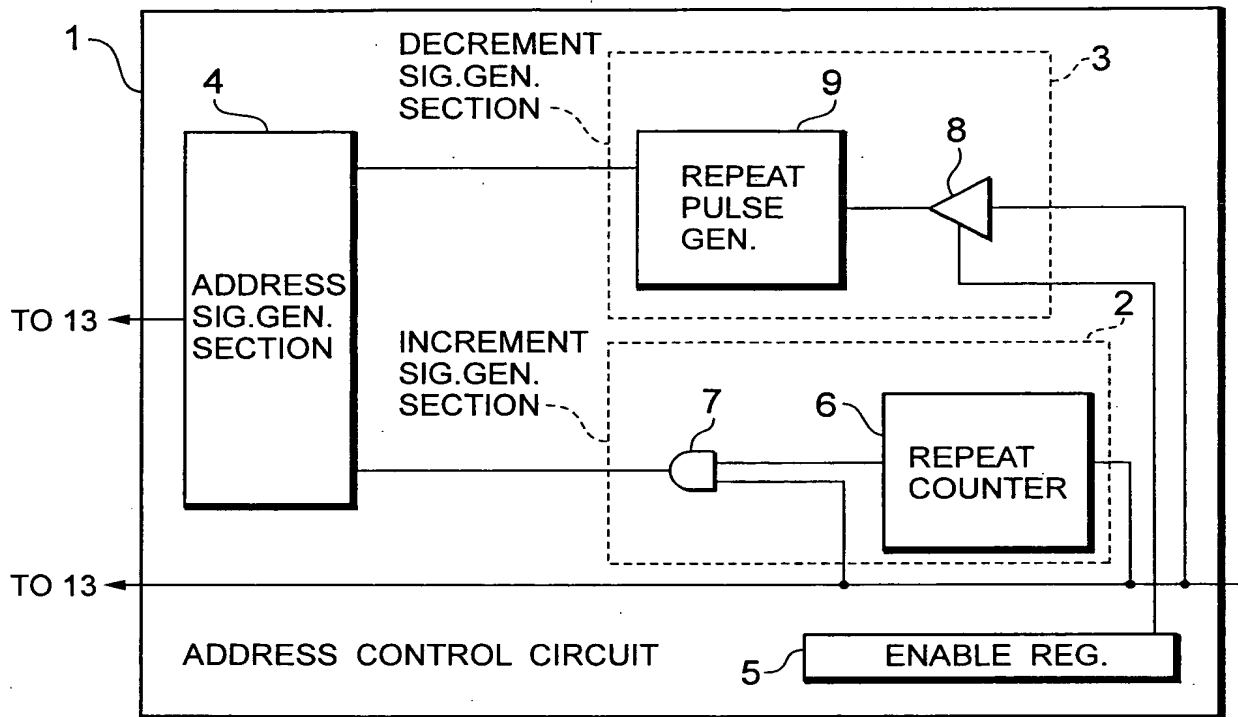 1
4
DECREMENT
SIG.GEN.
SECTION
3
9
8
REPEAT
PULSE
GEN.
ADDRESS
SIG.GEN.
SECTION
TO 13
INCREMENT
SIG.GEN.
SECTION
2
7
6
REPEAT
COUNTER
TO 13
ADDRESS CONTROL CIRCUIT
5
ENABLE REG.